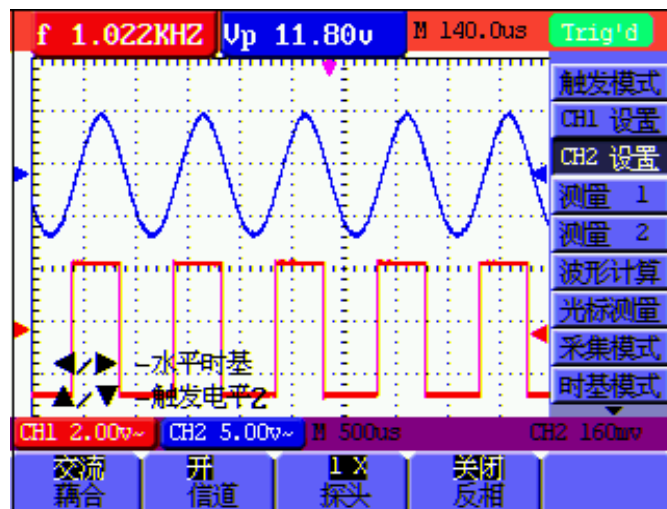 f 1.022KHZ Vp 11.80v M 140.0us Trig'd
触发模式
CH1 设置
CH2 设置
测量 1
测量 2
波形计算
光标测量
采集模式
时基模式
◀/▶ -水平时基
▲/▼ -触发电平2
CH1 2.00v~ CH2 5.00v~ M 500us CH2 160mv
交流 开 1 X 关闭
藕合 信道 探头 反相